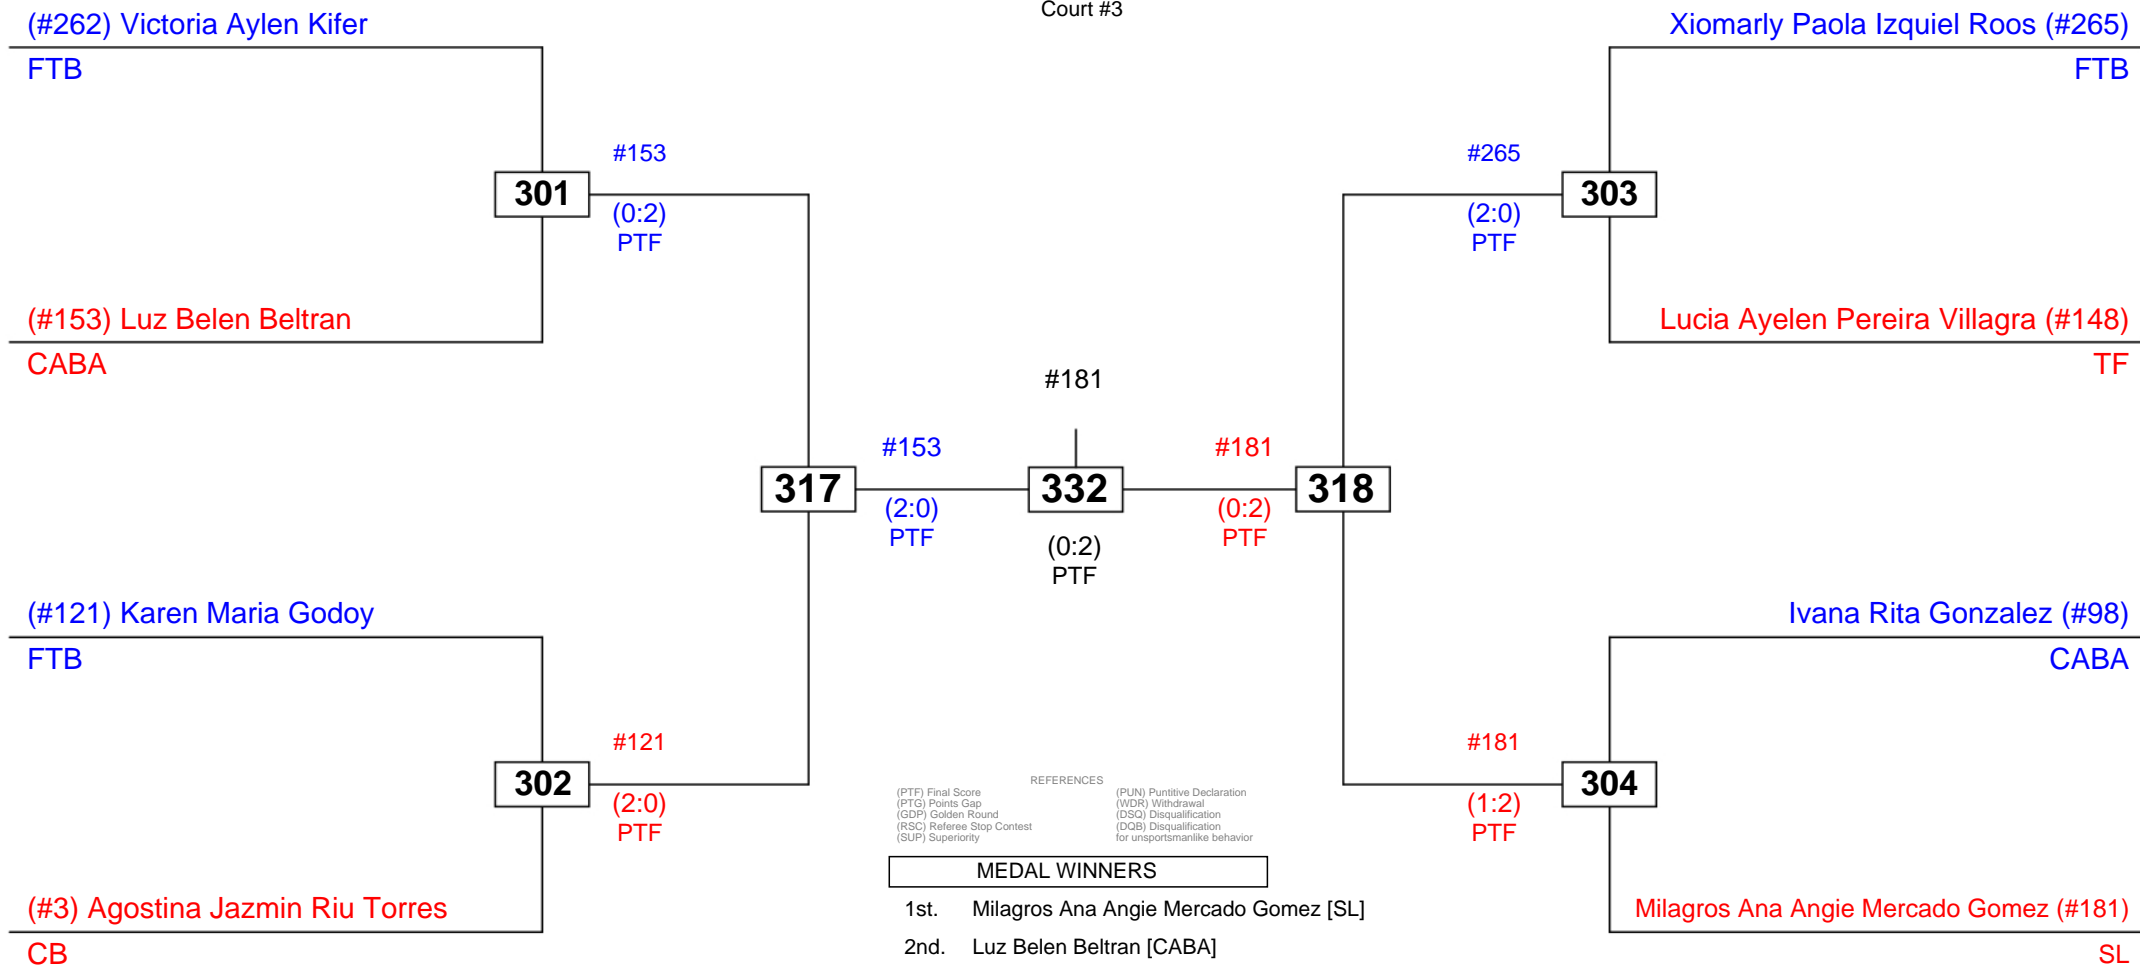 Court #3
(#262) Victoria Aylen Kifer
FTB
Xiomarly Paola Izquiel Roos (#265)
FTB
#153
301
(0:2)
PTF
#265
303
(2:0)
PTF
(#153) Luz Belen Beltran
CABA
Lucia Ayelen Pereira Villagra (#148)
TF
#181
#153
317
(2:0)
PTF
332
(0:2)
PTF
#181
318
(0:2)
PTF
(#121) Karen Maria Godoy
FTB
Ivana Rita Gonzalez (#98)
CABA
#121
302
(2:0)
PTF
#181
304
(1:2)
PTF
REFERENCES
(PTF) Final Score
(PTG) Points Gap
(GDP) Golden Round
(RSC) Referee Stop Contest
(SUP) Superiority
(PUN) Puntitive Declaration
(WDR) Withdrawal
(DSQ) Disqualification
(DQB) Disqualification
for unsportsmanlike behavior
MEDAL WINNERS
1st. Milagros Ana Angie Mercado Gomez [SL]
2nd. Luz Belen Beltran [CABA]
(#3) Agostina Jazmin Riu Torres
CB
Milagros Ana Angie Mercado Gomez (#181)
SL